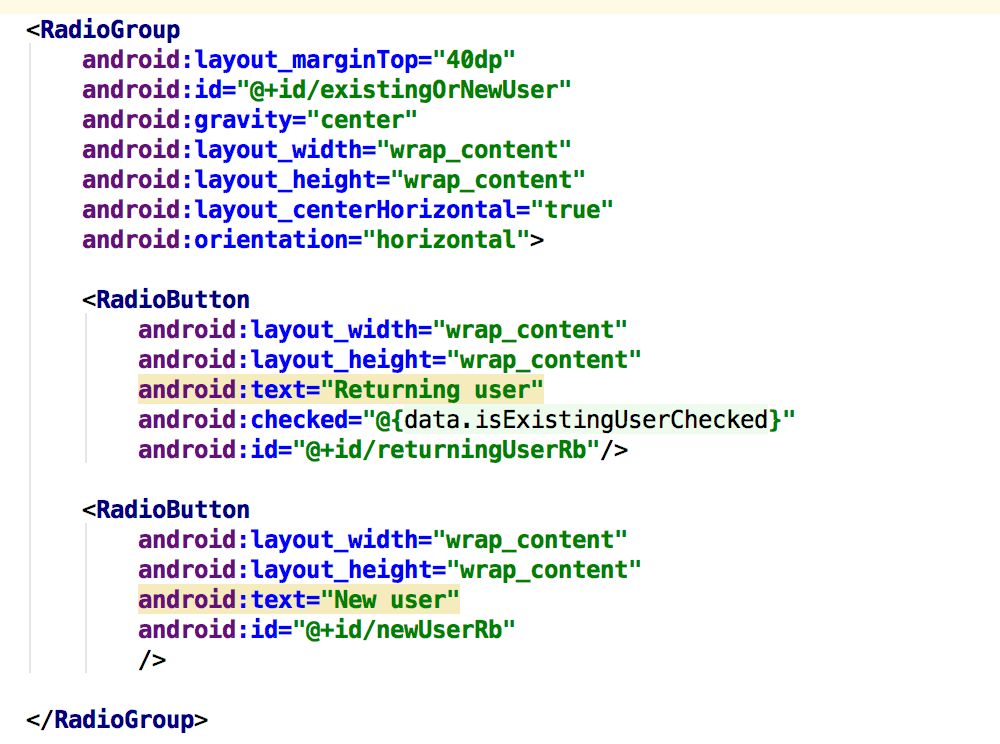 <RadioGroup
android:layout_marginTop="40dp"
android:id="@+id/existingOrNewUser"
android:gravity="center"
android:layout_width="wrap_content"
android:layout_height="wrap_content"
android:layout_centerHorizontal="true"
android:orientation="horizontal">
<RadioButton
android:layout_width="wrap_content"
android:layout_height="wrap_content"
android:text="Returning user"
android:checked="@{data.isExistingUserChecked}"
android:id="@+id/returningUserRb"/>
<RadioButton
android:layout_width="wrap_content"
android:layout_height="wrap_content"
android:text="New user"
android:id="@+id/newUserRb"
/>
</RadioGroup>